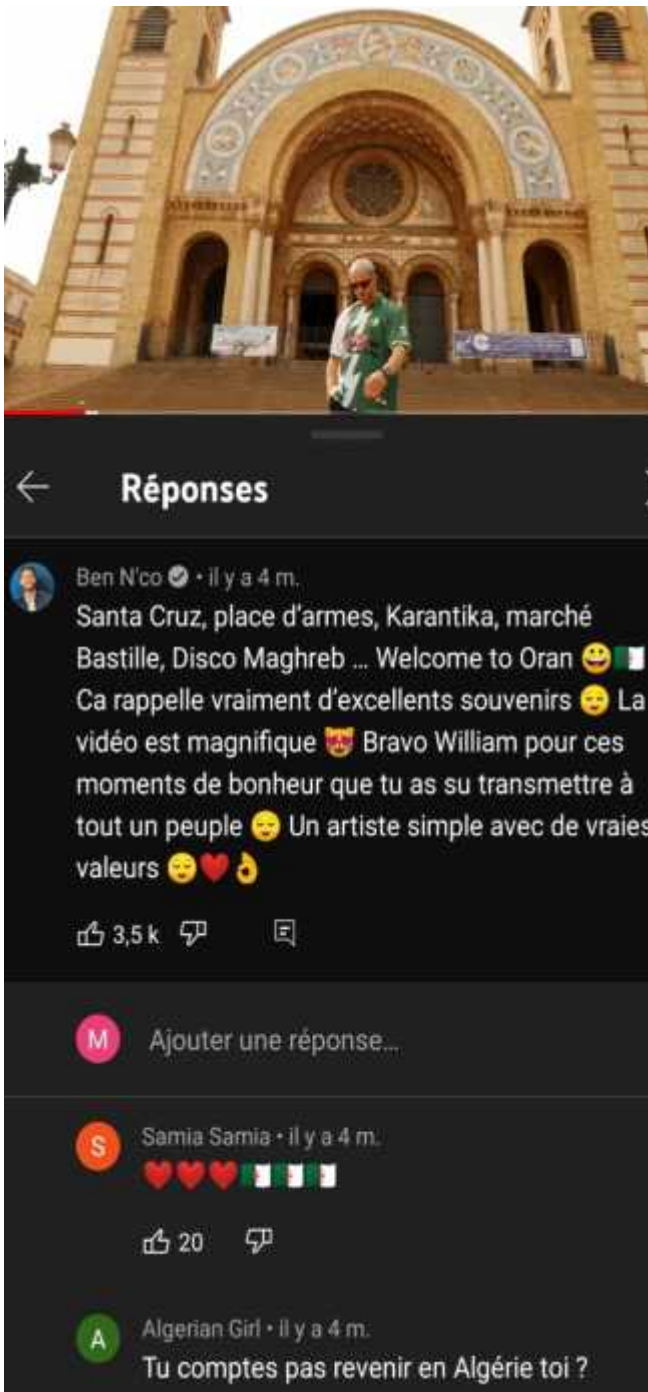 Réponses
Ben N'co • il y a 4 m.
Santa Cruz, place d'armes, Karantika, marché
Bastille, Disco Maghreb ... Welcome to Oran 😀🇩🇿
Ca rappelle vraiment d'excellents souvenirs 😌 La
vidéo est magnifique 😻 Bravo William pour ces
moments de bonheur que tu as su transmettre à
tout un peuple 😌 Un artiste simple avec de vraies
valeurs 😌❤️👌
3,5 k
M
Ajouter une réponse...
S
Samia Samia • il y a 4 m.
❤️❤️❤️🇩🇿🇩🇿🇩🇿
20
A
Algerian Girl • il y a 4 m.
Tu comptes pas revenir en Algérie toi ?